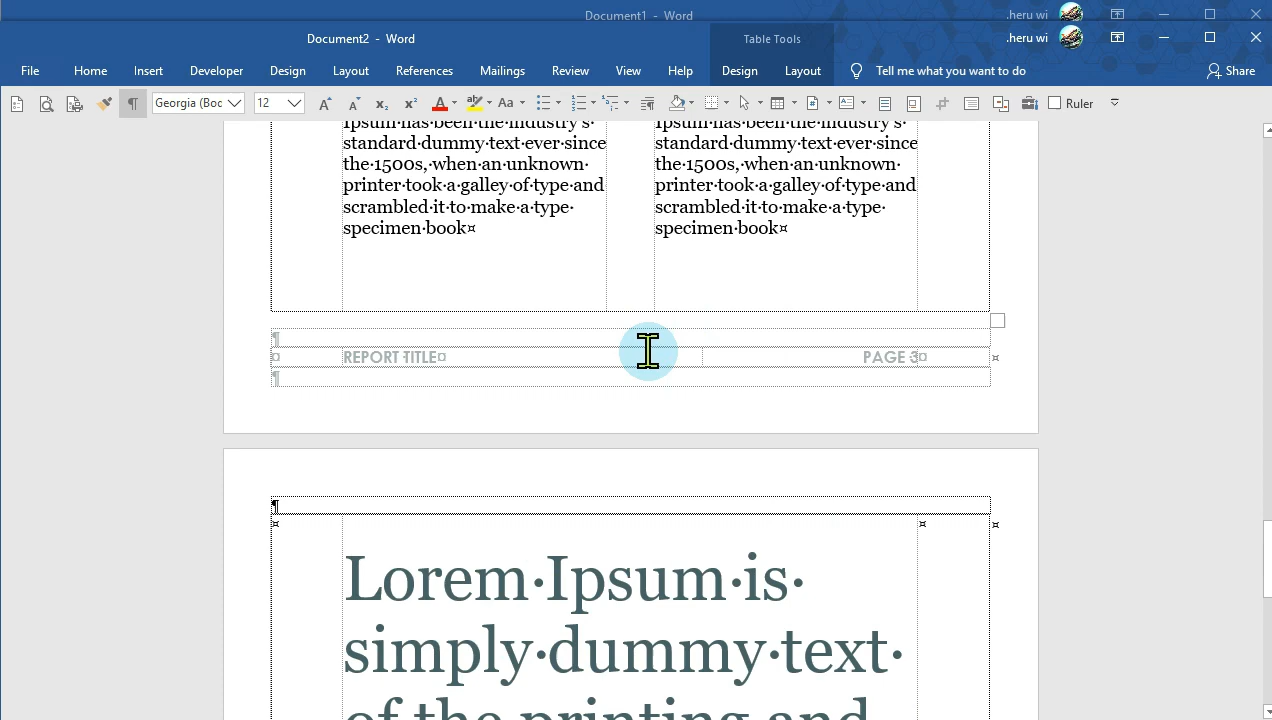 Document1 - Word
.heru wi
Document2 - Word
Table Tools
.heru wi
File Home Insert Developer Design Layout References Mailings Review View Help Design Layout Tell me what you want to do Share
Georgia (Boc 12 Aa Ruler
Ipsum·has·been·the·industry's·
standard·dummy·text·ever·since
the·1500s,·when·an·unknown·
printer·took·a·galley·of·type·and
scrambled·it·to·make·a·type·
specimen·book¤
Ipsum·has·been·the·industry's·
standard·dummy·text·ever·since
the·1500s,·when·an·unknown·
printer·took·a·galley·of·type·and
scrambled·it·to·make·a·type·
specimen·book¤
¶
¤ REPORT·TITLE¤ PAGE·3¤ ¤
¶
¶
¤ ¤ ¤
Lorem·Ipsum·is·
simply·dummy·text·
of·the·printing·and